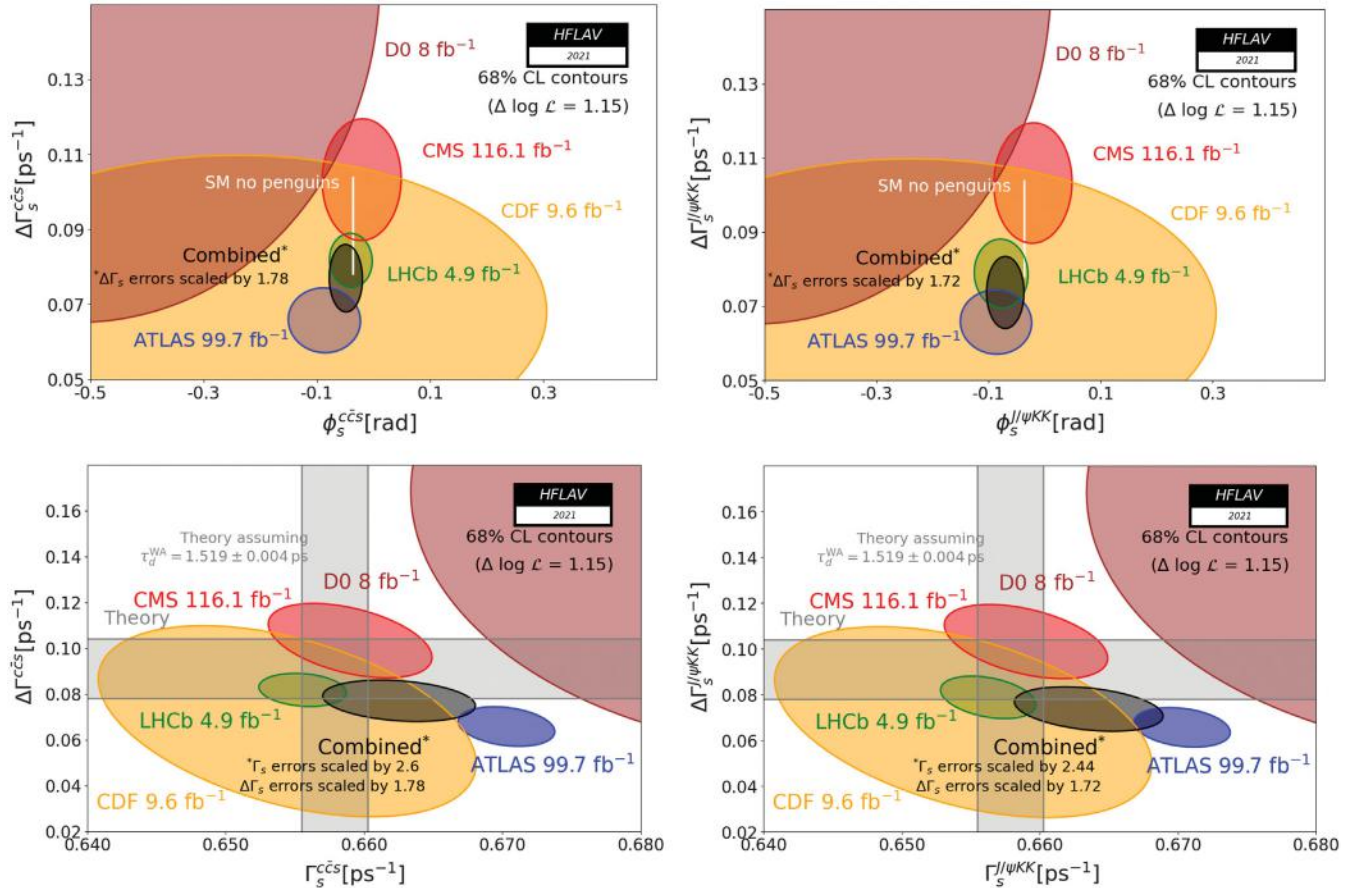 D0 8 fb⁻¹
HFLAV
2021
68% CL contours
(Δ log ℒ = 1.15)
CMS 116.1 fb⁻¹
SM no penguins
CDF 9.6 fb⁻¹
Combined*
*ΔΓₛ errors scaled by 1.78
LHCb 4.9 fb⁻¹
ATLAS 99.7 fb⁻¹
0.13
0.11
0.09
0.07
0.05
ΔΓₛ^cc̄s[ps⁻¹]
-0.5 -0.3 -0.1 0.1 0.3
ϕₛ^cc̄s[rad]
D0 8 fb⁻¹
HFLAV
2021
68% CL contours
(Δ log ℒ = 1.15)
CMS 116.1 fb⁻¹
SM no penguins
CDF 9.6 fb⁻¹
Combined*
*ΔΓₛ errors scaled by 1.72
LHCb 4.9 fb⁻¹
ATLAS 99.7 fb⁻¹
0.13
0.11
0.09
0.07
0.05
ΔΓₛ^J/ψKK[ps⁻¹]
-0.5 -0.3 -0.1 0.1 0.3
ϕₛ^J/ψKK[rad]
HFLAV
2021
68% CL contours
(Δ log ℒ = 1.15)
Theory assuming
τ_d^WA = 1.519 ± 0.004 ps
D0 8 fb⁻¹
CMS 116.1 fb⁻¹
Theory
LHCb 4.9 fb⁻¹
Combined*
*Γₛ errors scaled by 2.6
ΔΓₛ errors scaled by 1.78
ATLAS 99.7 fb⁻¹
CDF 9.6 fb⁻¹
0.16
0.14
0.12
0.10
0.08
0.06
0.04
0.02
ΔΓₛ^cc̄s[ps⁻¹]
0.640 0.650 0.660 0.670 0.680
Γₛ^cc̄s[ps⁻¹]
HFLAV
2021
68% CL contours
(Δ log ℒ = 1.15)
Theory assuming
τ_d^WA = 1.519 ± 0.004 ps
D0 8 fb⁻¹
CMS 116.1 fb⁻¹
Theory
LHCb 4.9 fb⁻¹
Combined*
*Γₛ errors scaled by 2.44
ΔΓₛ errors scaled by 1.72
ATLAS 99.7 fb⁻¹
CDF 9.6 fb⁻¹
0.16
0.14
0.12
0.10
0.08
0.06
0.04
0.02
ΔΓₛ^J/ψKK[ps⁻¹]
0.640 0.650 0.660 0.670 0.680
Γₛ^J/ψKK[ps⁻¹]